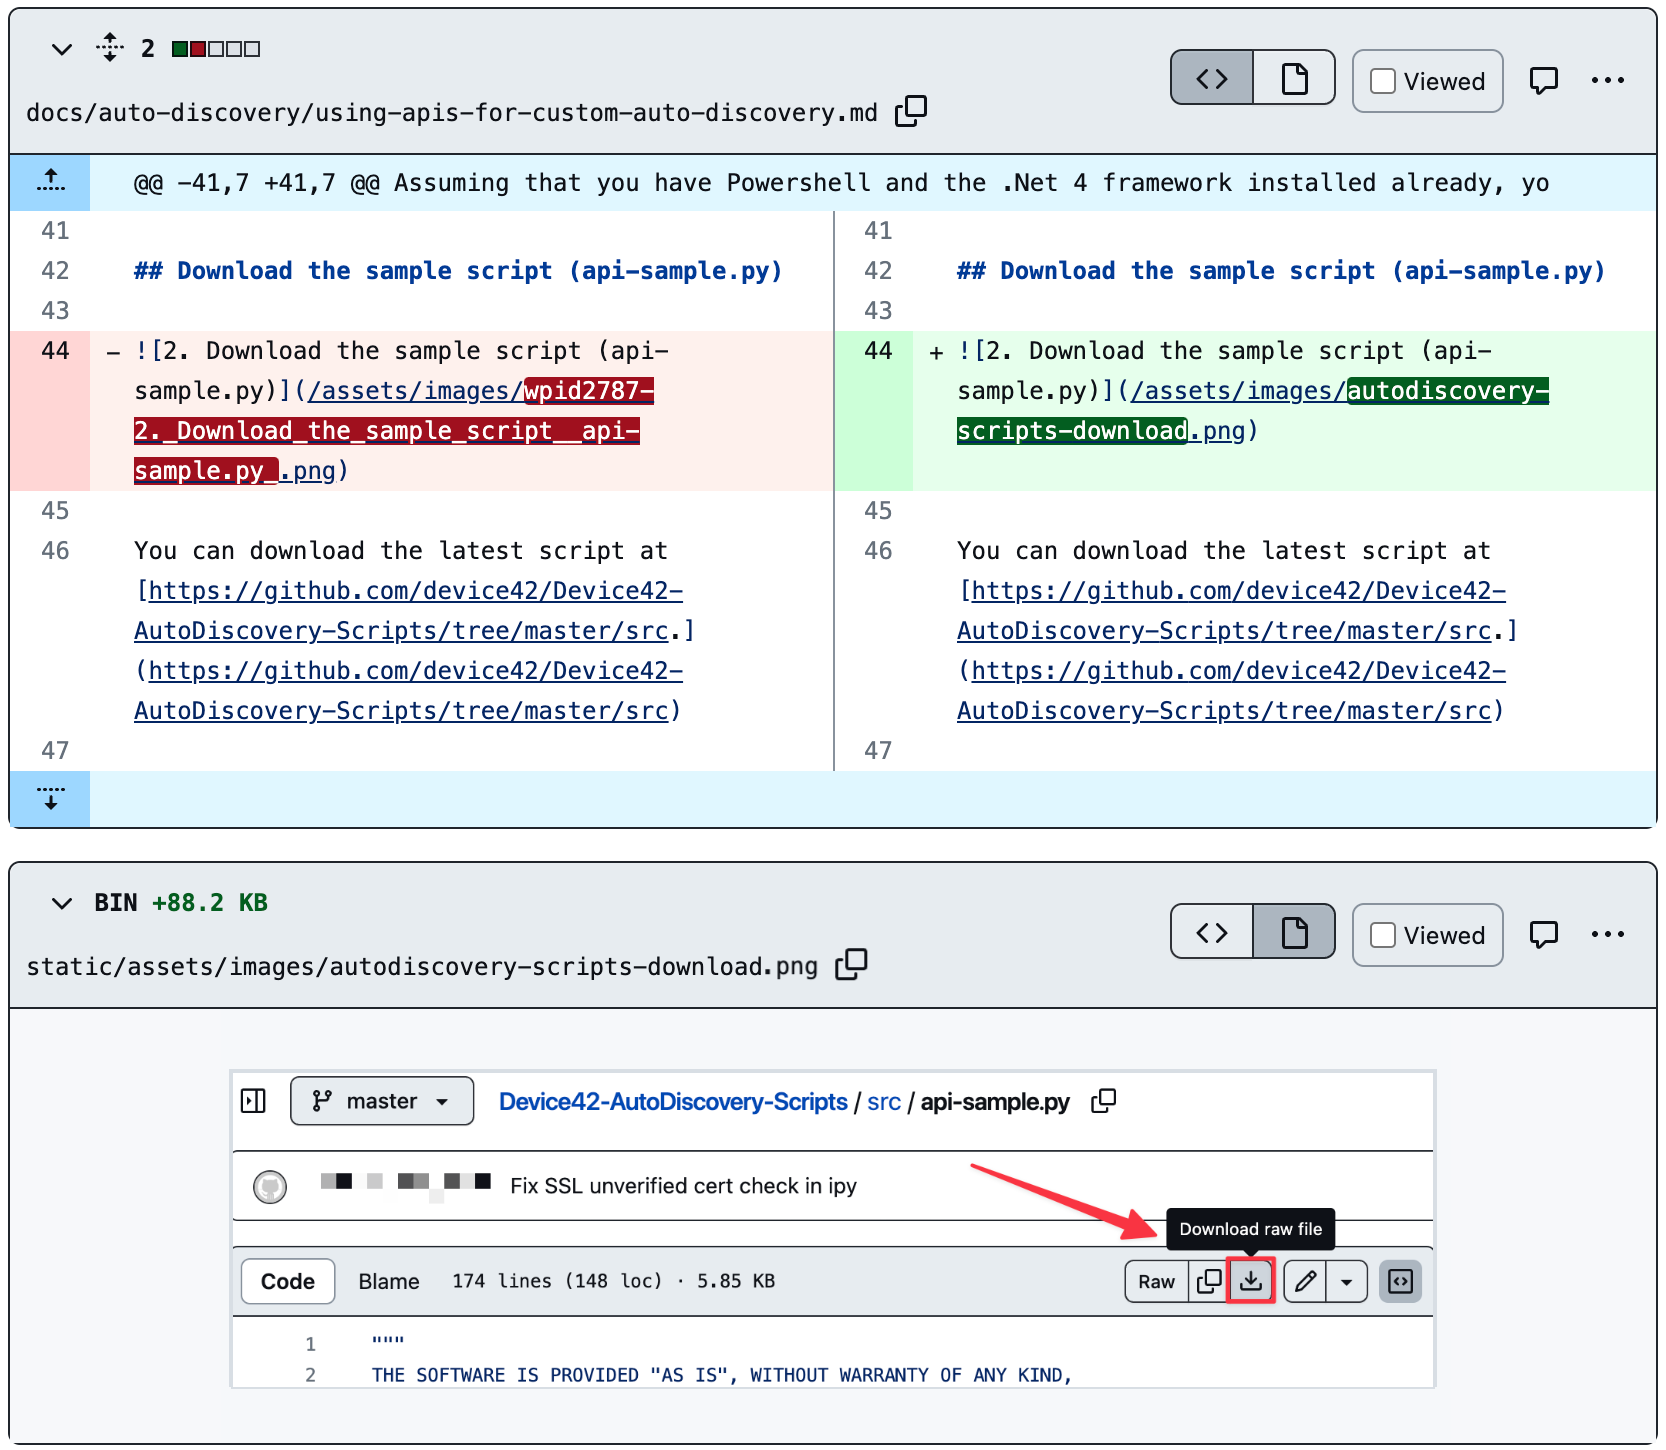 2
Viewed
docs/auto-discovery/using-apis-for-custom-auto-discovery.md
@@ -41,7 +41,7 @@ Assuming that you have Powershell and the .Net 4 framework installed already, yo
41
42 ## Download the sample script (api-sample.py)
43
44 - ![2. Download the sample script (api-
sample.py)](/assets/images/wpid2787-
2._Download_the_sample_script__api-
sample.py_.png)
45
46 You can download the latest script at
[https://github.com/device42/Device42-
AutoDiscovery-Scripts/tree/master/src.]
(https://github.com/device42/Device42-
AutoDiscovery-Scripts/tree/master/src)
47
41
42 ## Download the sample script (api-sample.py)
43
44 + ![2. Download the sample script (api-
sample.py)](/assets/images/autodiscovery-
scripts-download.png)
45
46 You can download the latest script at
[https://github.com/device42/Device42-
AutoDiscovery-Scripts/tree/master/src.]
(https://github.com/device42/Device42-
AutoDiscovery-Scripts/tree/master/src)
47
BIN +88.2 KB
Viewed
static/assets/images/autodiscovery-scripts-download.png
master Device42-AutoDiscovery-Scripts / src / api-sample.py
Fix SSL unverified cert check in ipy
Download raw file
Code Blame 174 lines (148 loc) · 5.85 KB Raw
1 """
2 THE SOFTWARE IS PROVIDED "AS IS", WITHOUT WARRANTY OF ANY KIND,